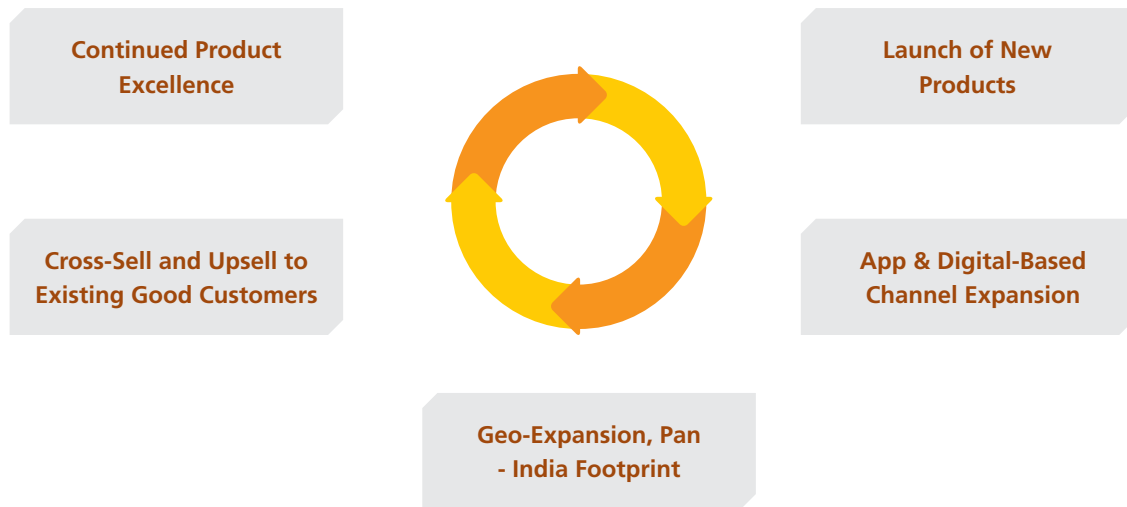 Continued Product
Excellence
Launch of New
Products
Cross-Sell and Upsell to
Existing Good Customers
App & Digital-Based
Channel Expansion
Geo-Expansion, Pan
- India Footprint